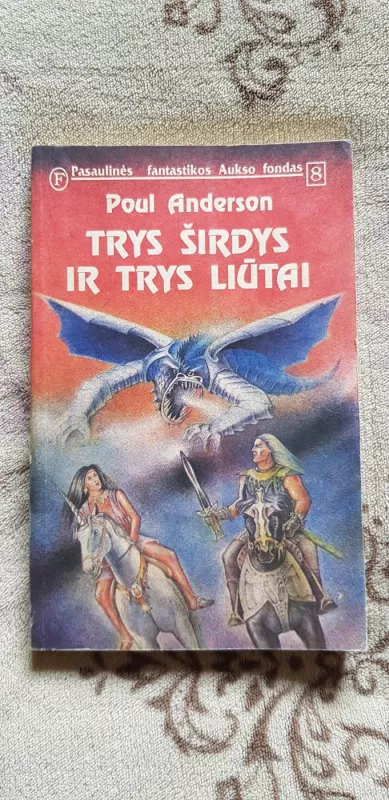 F Pasaulinės fantastikos Aukso fondas 8
Poul Anderson
TRYS ŠIRDYS
IR TRYS LIŪTAI